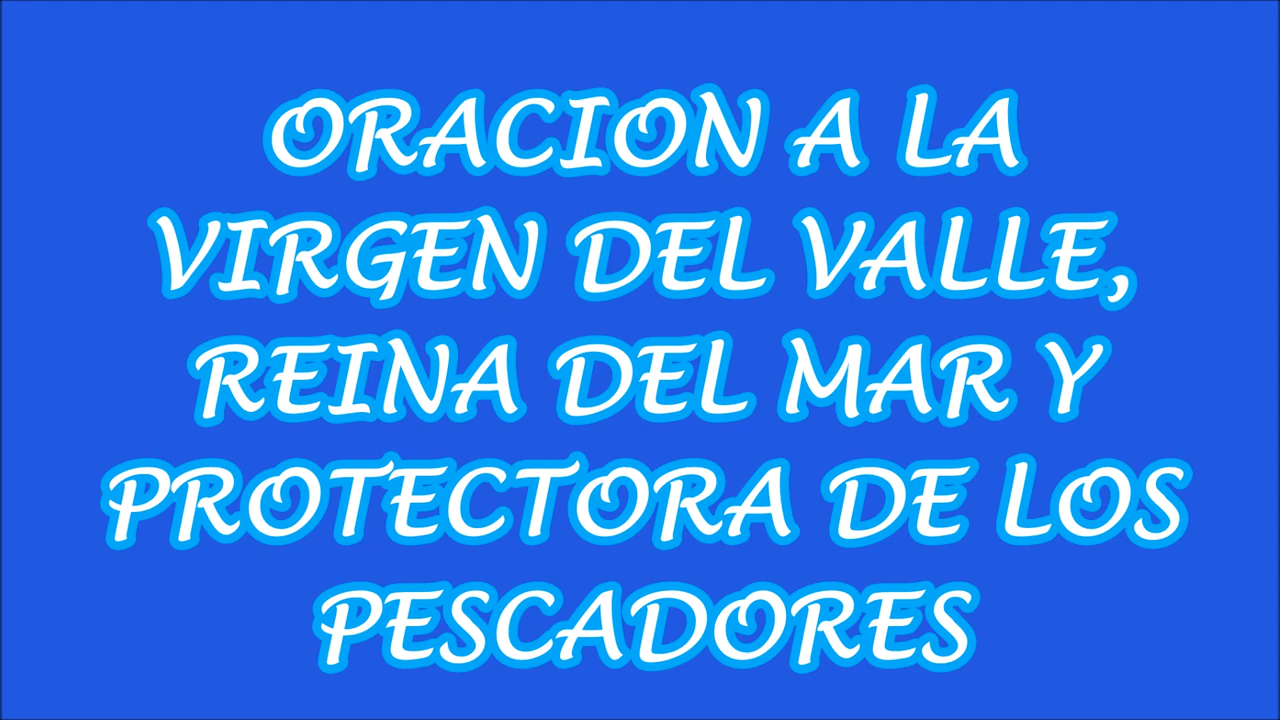 ORACION A LA
VIRGEN DEL VALLE,
REINA DEL MAR Y
PROTECTORA DE LOS
PESCADORES